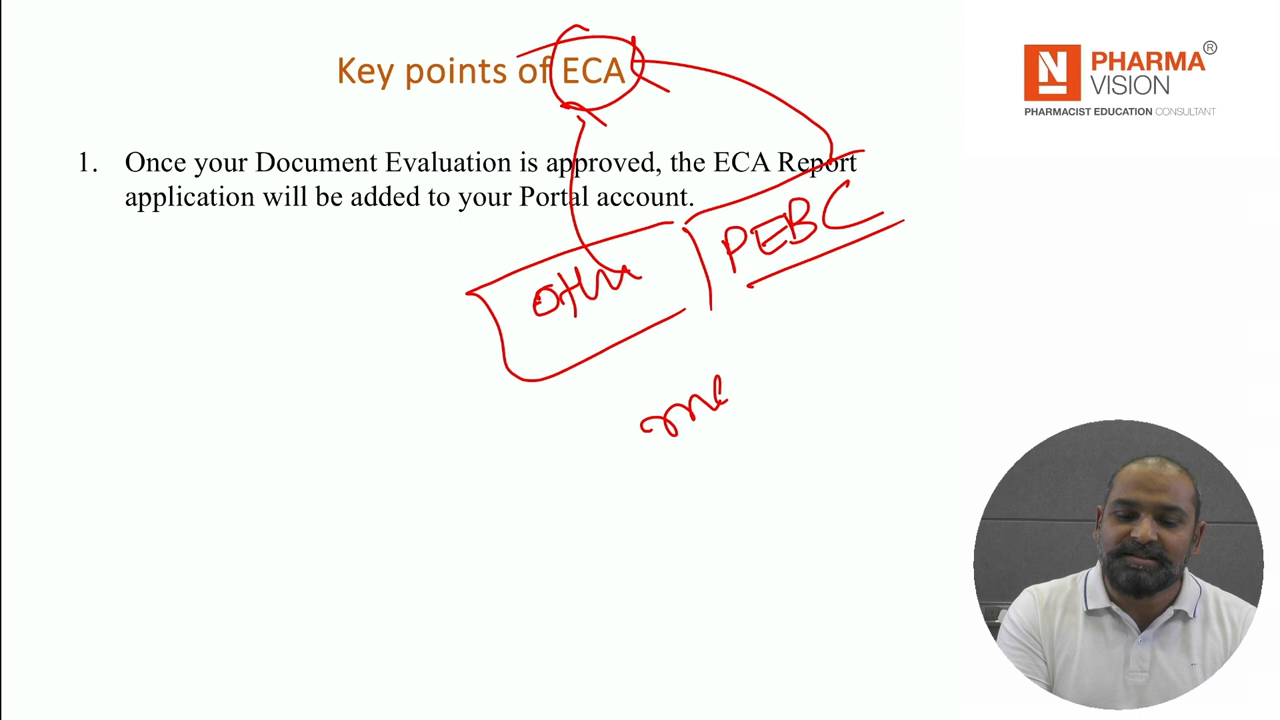 Key points of ECA
N PHARMA VISION ®
PHARMACIST EDUCATION CONSULTANT
1. Once your Document Evaluation is approved, the ECA Report
application will be added to your Portal account.
PEBC